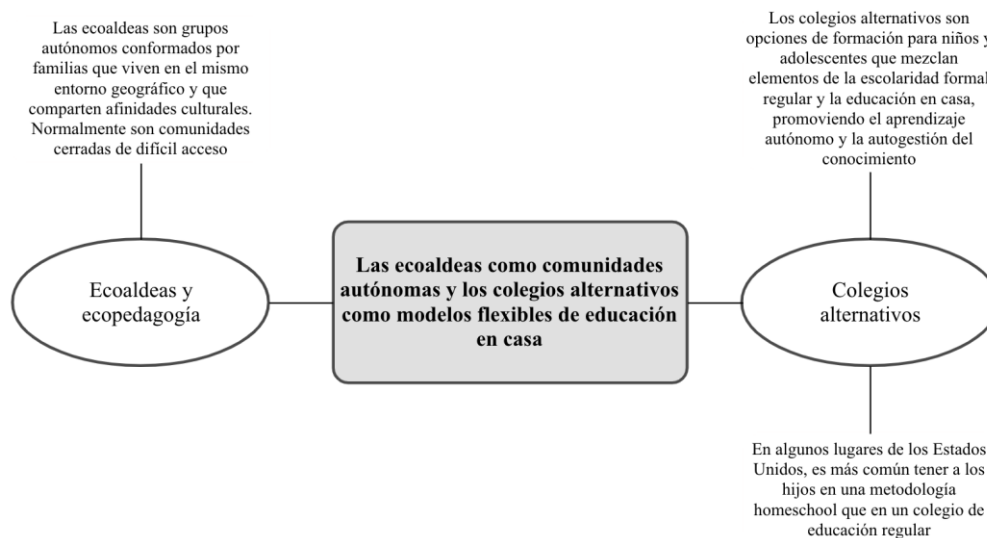 Las ecoaldeas son grupos
autónomos conformados por
familias que viven en el mismo
entorno geográfico y que
comparten afinidades culturales.
Normalmente son comunidades
cerradas de difícil acceso
Ecoaldeas y
ecopedagogía
Las ecoaldeas como comunidades
autónomas y los colegios alternativos
como modelos flexibles de educación
en casa
Los colegios alternativos son
opciones de formación para niños y
adolescentes que mezclan
elementos de la escolaridad formal
regular y la educación en casa,
promoviendo el aprendizaje
autónomo y la autogestión del
conocimiento
Colegios
alternativos
En algunos lugares de los Estados
Unidos, es más común tener a los
hijos en una metodología
homeschool que en un colegio de
educación regular